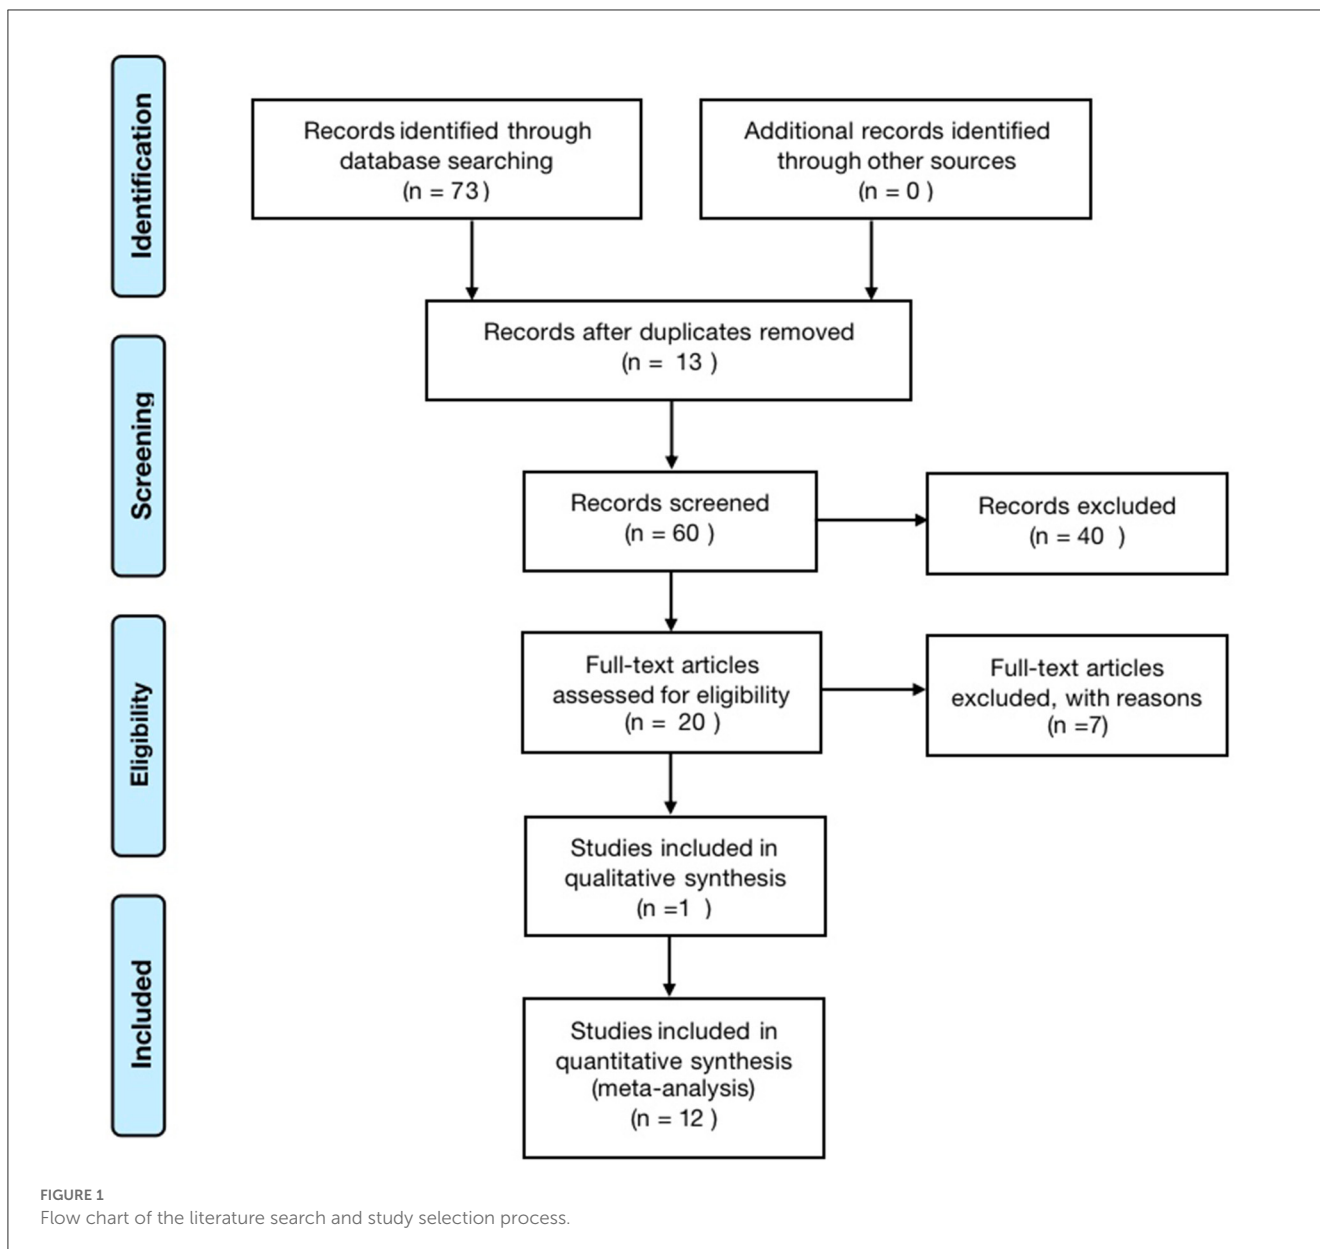 Identification
Records identified through
database searching
(n = 73)
Additional records identified
through other sources
(n = 0 )
Records after duplicates removed
(n = 13 )
Screening
Records screened
(n = 60 )
Records excluded
(n = 40 )
Eligibility
Full-text articles
assessed for eligibility
(n = 20 )
Full-text articles
excluded, with reasons
(n =7)
Studies included in
qualitative synthesis
(n =1 )
Included
Studies included in
quantitative synthesis
(meta-analysis)
(n = 12 )
FIGURE 1
Flow chart of the literature search and study selection process.